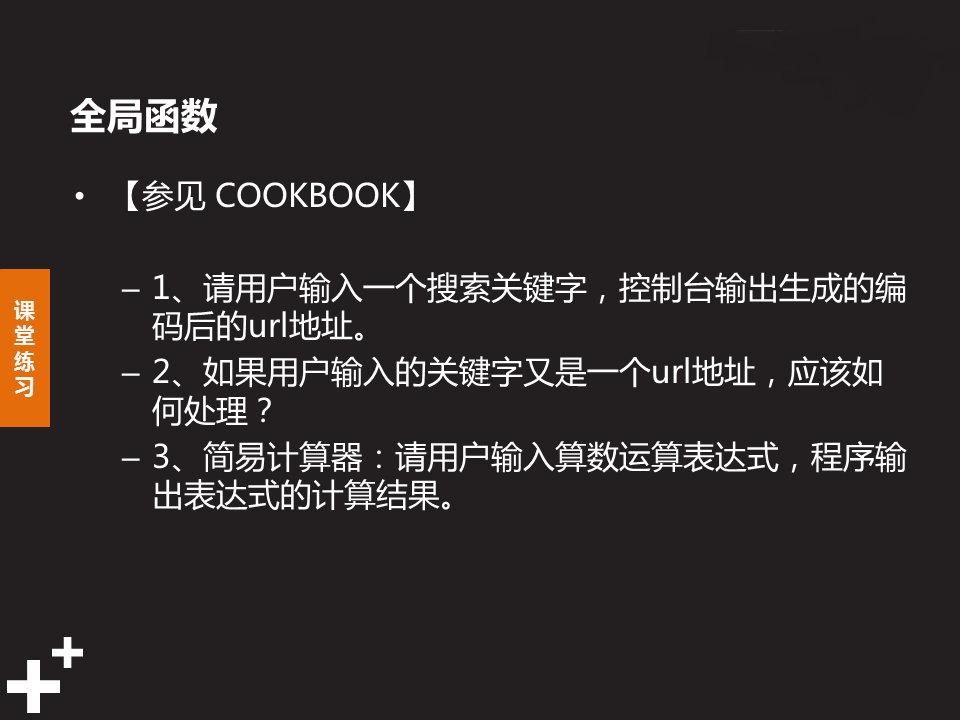 全局函数
• 【参见 COOKBOOK】
– 1、请用户输入一个搜索关键字，控制台输出生成的编
码后的url地址。
– 2、如果用户输入的关键字又是一个url地址，应该如
何处理？
– 3、简易计算器：请用户输入算数运算表达式，程序输
出表达式的计算结果。
课
堂
练
习